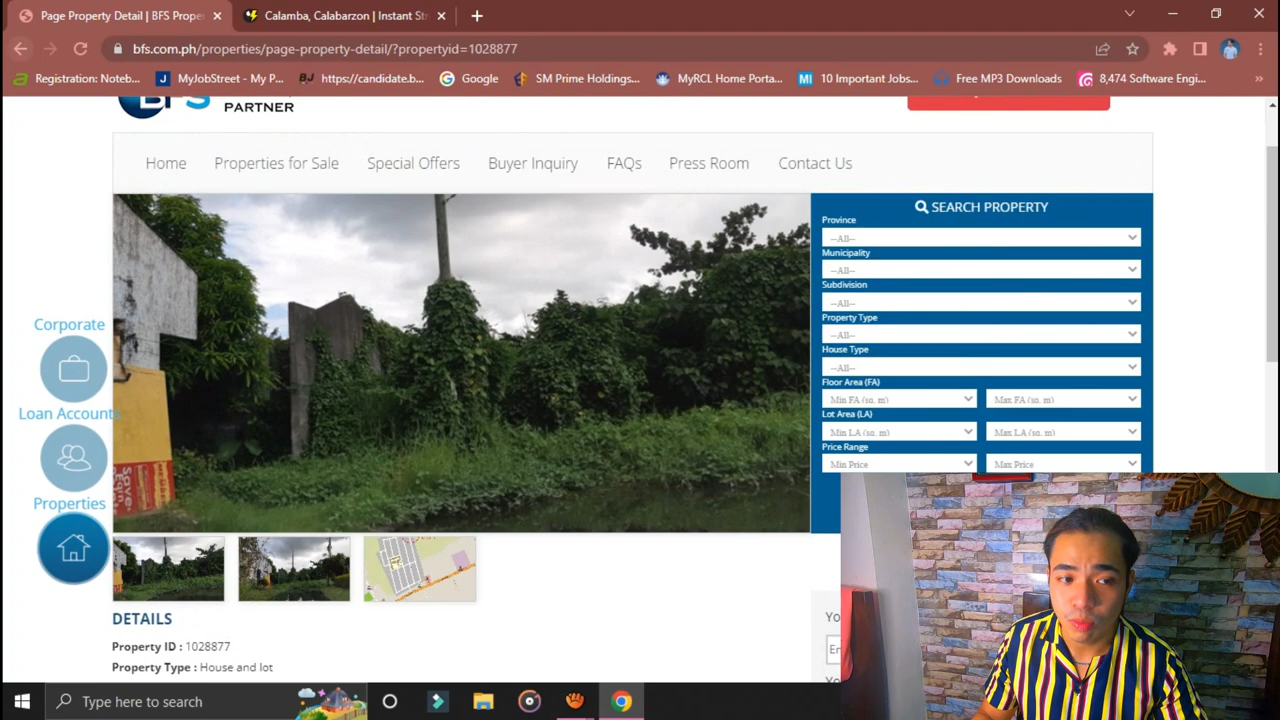 Page Property Detail | BFS Prope
Calamba, Calabarzon | Instant Str
bfs.com.ph/properties/page-property-detail/?propertyid=1028877
Registration: Noteb...
MyJobStreet - My P...
https://candidate.b...
Google
SM Prime Holdings...
MyRCL Home Porta...
10 Important Jobs...
Free MP3 Downloads
8,474 Software Engi...
PARTNER
Home
Properties for Sale
Special Offers
Buyer Inquiry
FAQs
Press Room
Contact Us
SEARCH PROPERTY
Province
--All--
Municipality
--All--
Subdivision
--All--
Property Type
--All--
House Type
--All--
Floor Area (FA)
Min FA (sq. m) Max FA (sq. m)
Lot Area (LA)
Min LA (sq. m) Max LA (sq. m)
Price Range
Min Price Max Price
Corporate
Loan Accounts
Properties
DETAILS
Property ID : 1028877
Property Type : House and lot
Type here to search